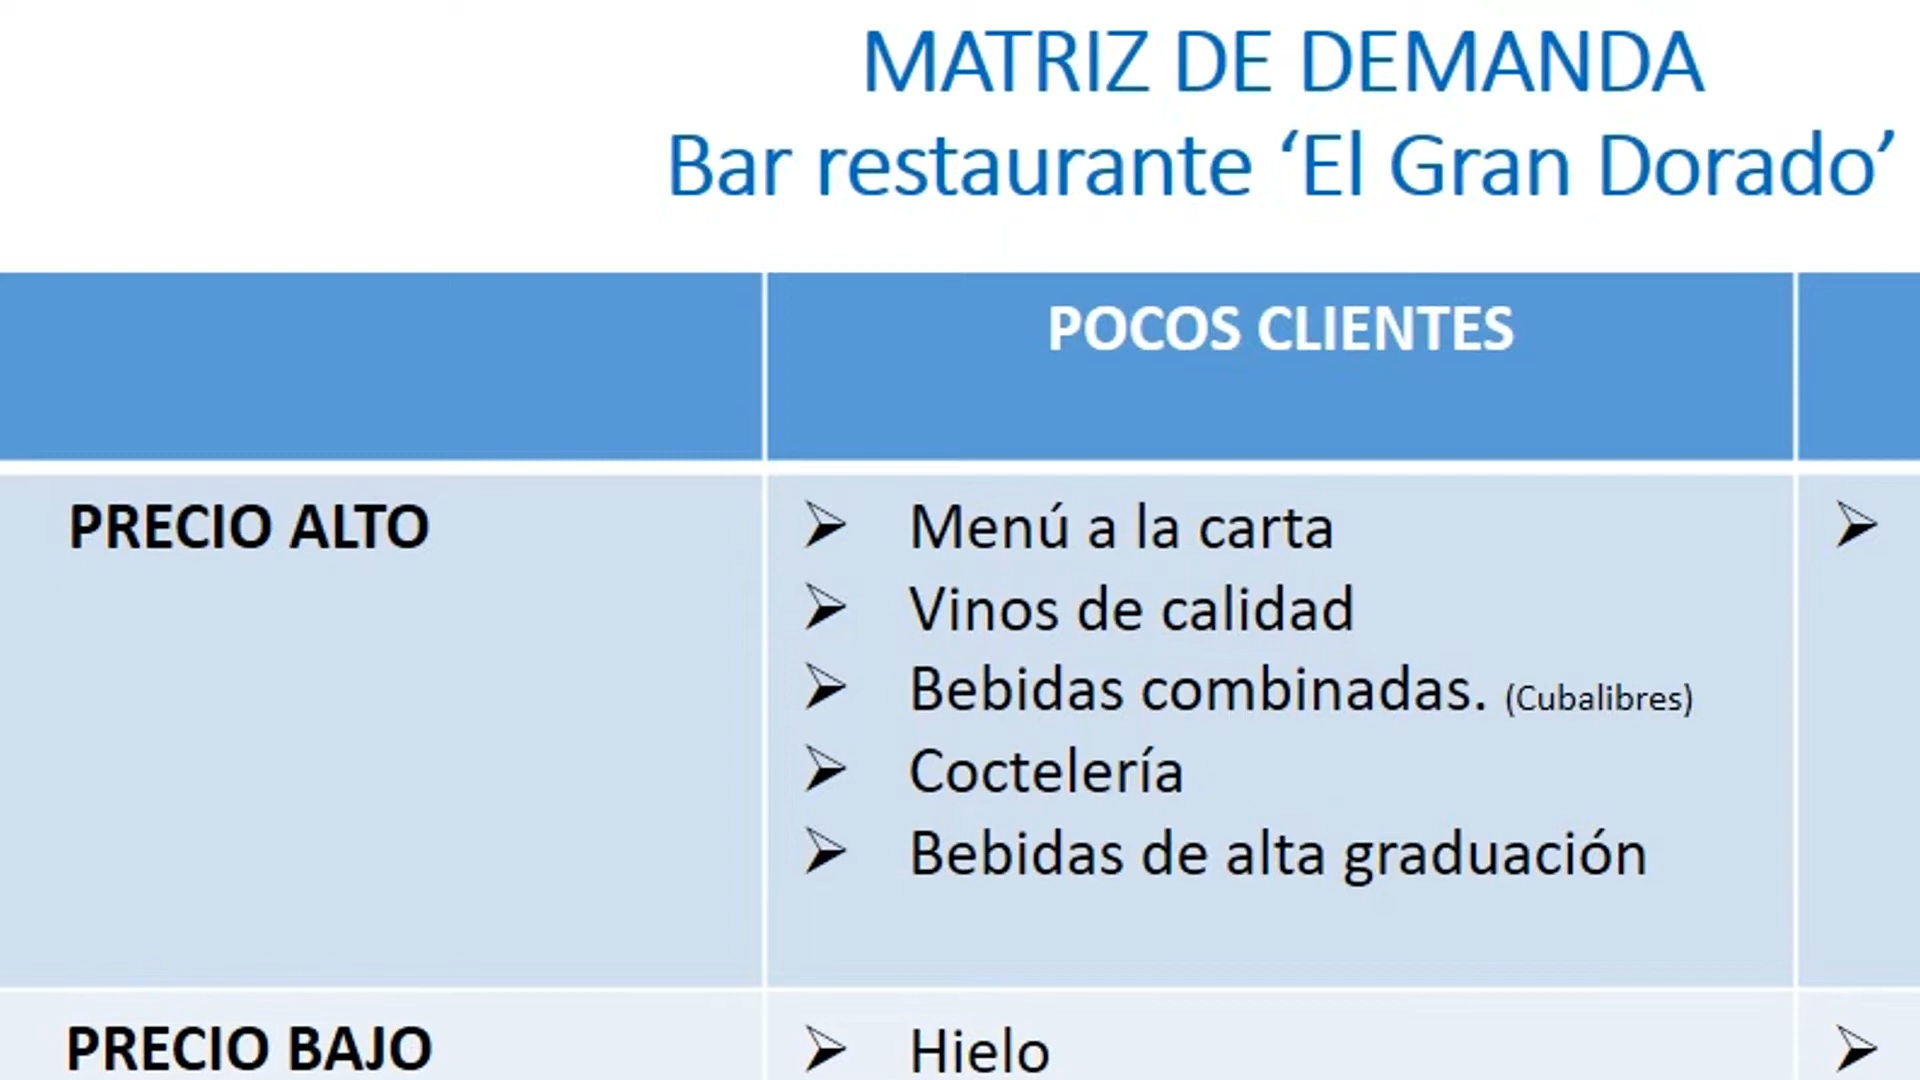 MATRIZ DE DEMANDA
Bar restaurante ‘El Gran Dorado’
POCOS CLIENTES
PRECIO ALTO
➢ Menú a la carta
➢ Vinos de calidad
➢ Bebidas combinadas. (Cubalibres)
➢ Coctelería
➢ Bebidas de alta graduación
➢
PRECIO BAJO
➢ Hielo
➢